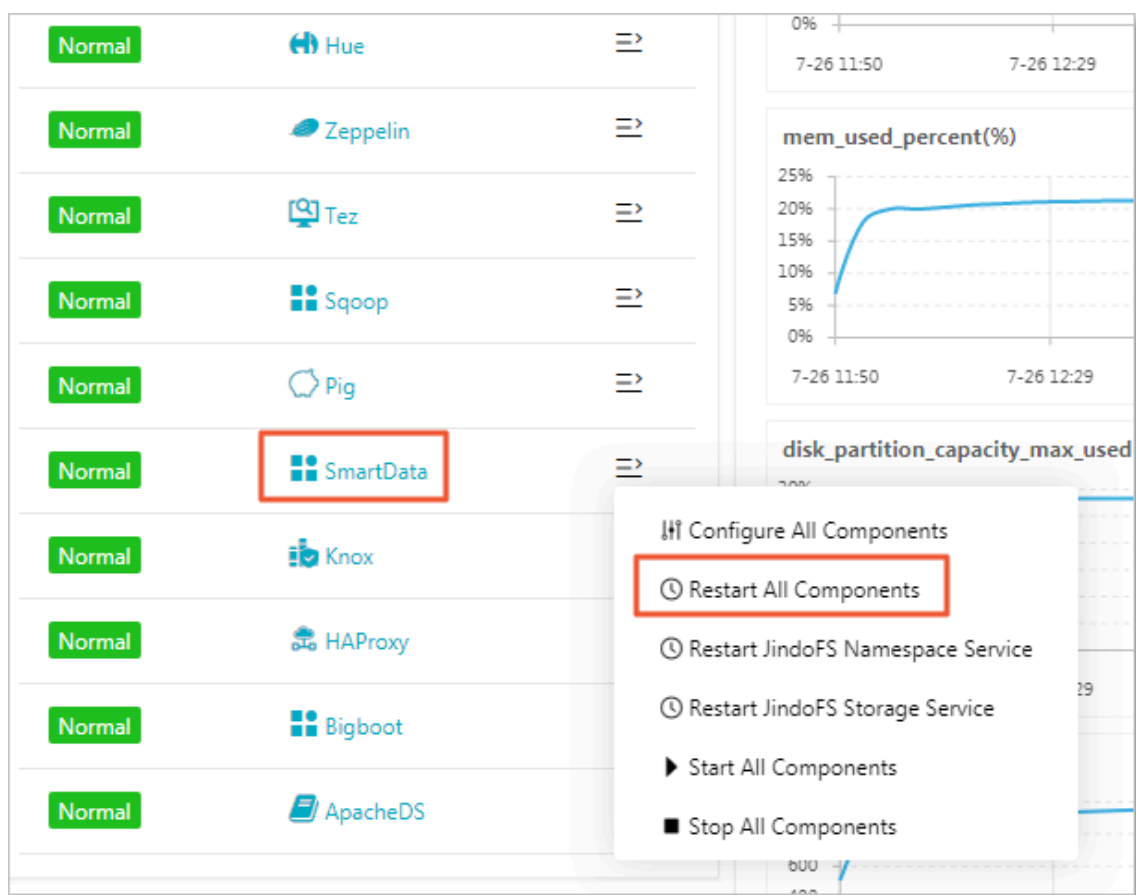 Normal Hue
Normal Zeppelin
Normal Tez
Normal Sqoop
Normal Pig
Normal SmartData
Normal Knox
Normal HAProxy
Normal Bigboot
Normal ApacheDS
Configure All Components
Restart All Components
Restart JindoFS Namespace Service
Restart JindoFS Storage Service
Start All Components
Stop All Components
0%
7-26 11:50 7-26 12:29
mem_used_percent(%)
25%
20%
15%
10%
5%
0%
7-26 11:50 7-26 12:29
disk_partition_capacity_max_used
29
600